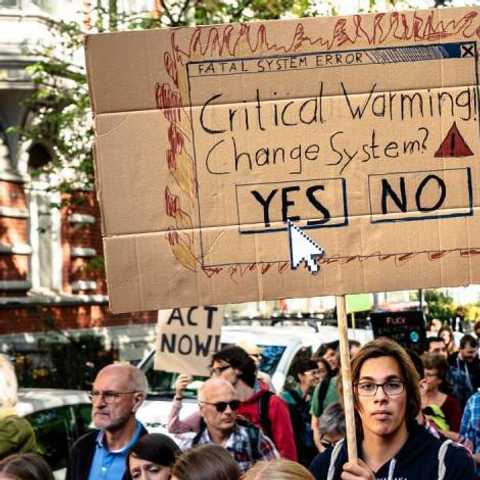 FATAL SYSTEM ERROR
Critical Warming!
Change System?
YES NO
ACT
NOW!